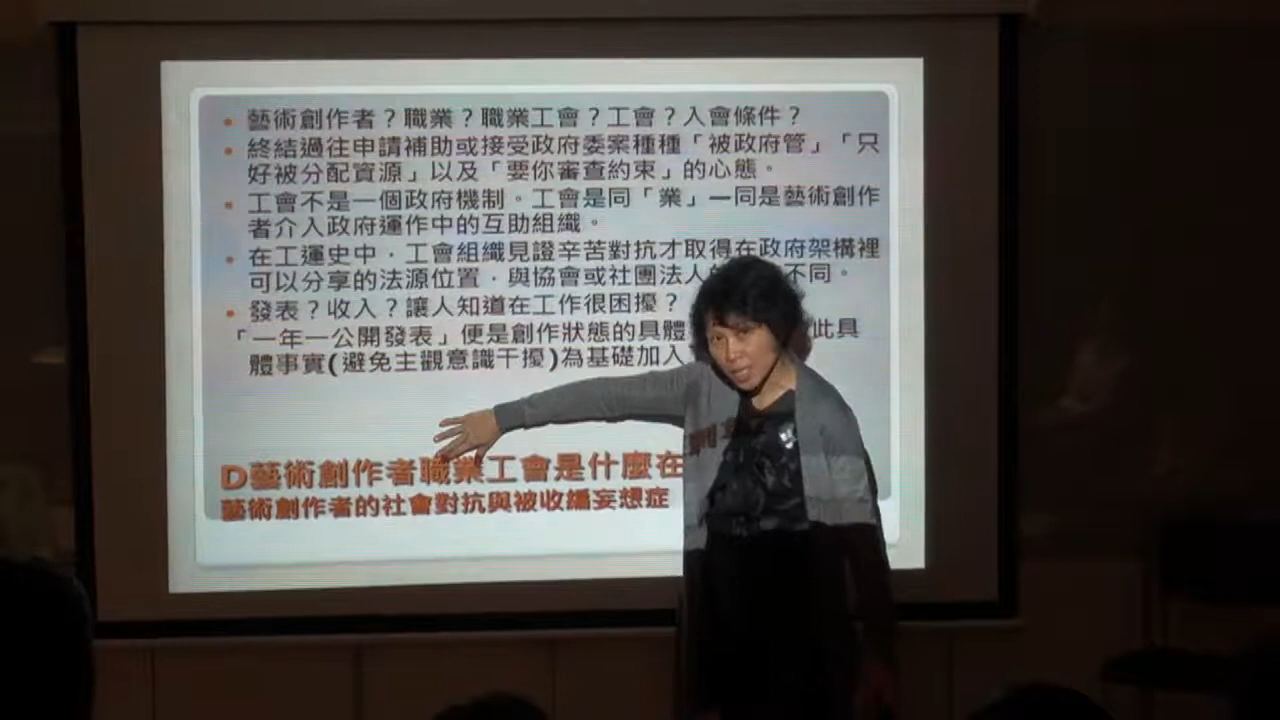 藝術創作者？職業？職業工會？工會？入會條件？
終結過往申請補助或接受政府委案種種「被政府管」「只
好被分配資源」以及「要你審查約束」的心態。
工會不是一個政府機制。工會是同「業」—同是藝術創作
者介入政府運作中的互助組織。
在工運史中，工會組織見證辛苦對抗才取得在政府架構裡
可以分享的法源位置，與協會或社團法人的 不同。
發表？收入？讓人知道在工作很困擾？
「一年一公開發表」便是創作狀態的具體 此具
體事實(避免主觀意識干擾)為基礎加入
D藝術創作者職業工會是什麼在
藝術創作者的社會對抗與被收編妄想症